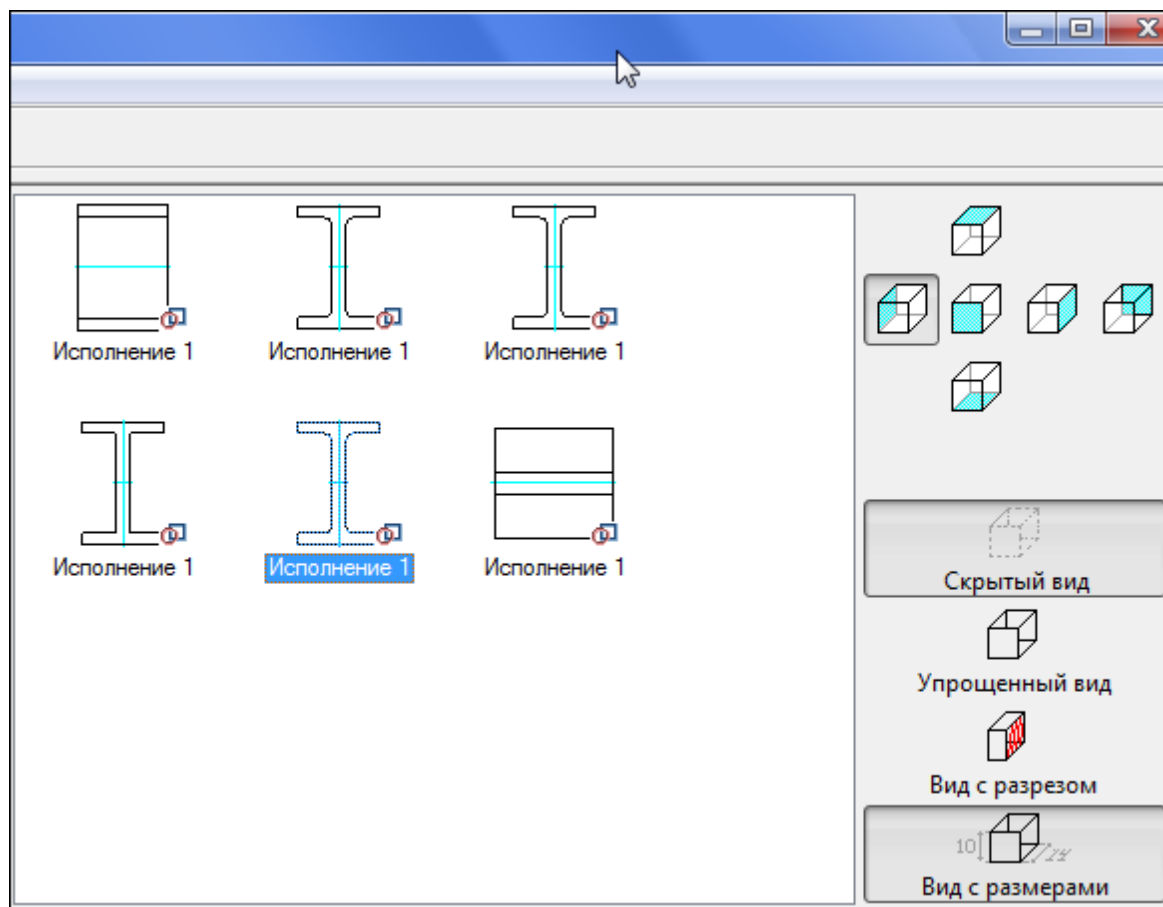 Исполнение 1
Исполнение 1
Исполнение 1
Исполнение 1
Исполнение 1
Исполнение 1
Скрытый вид
Упрощенный вид
Вид с разрезом
10
Вид с размерами